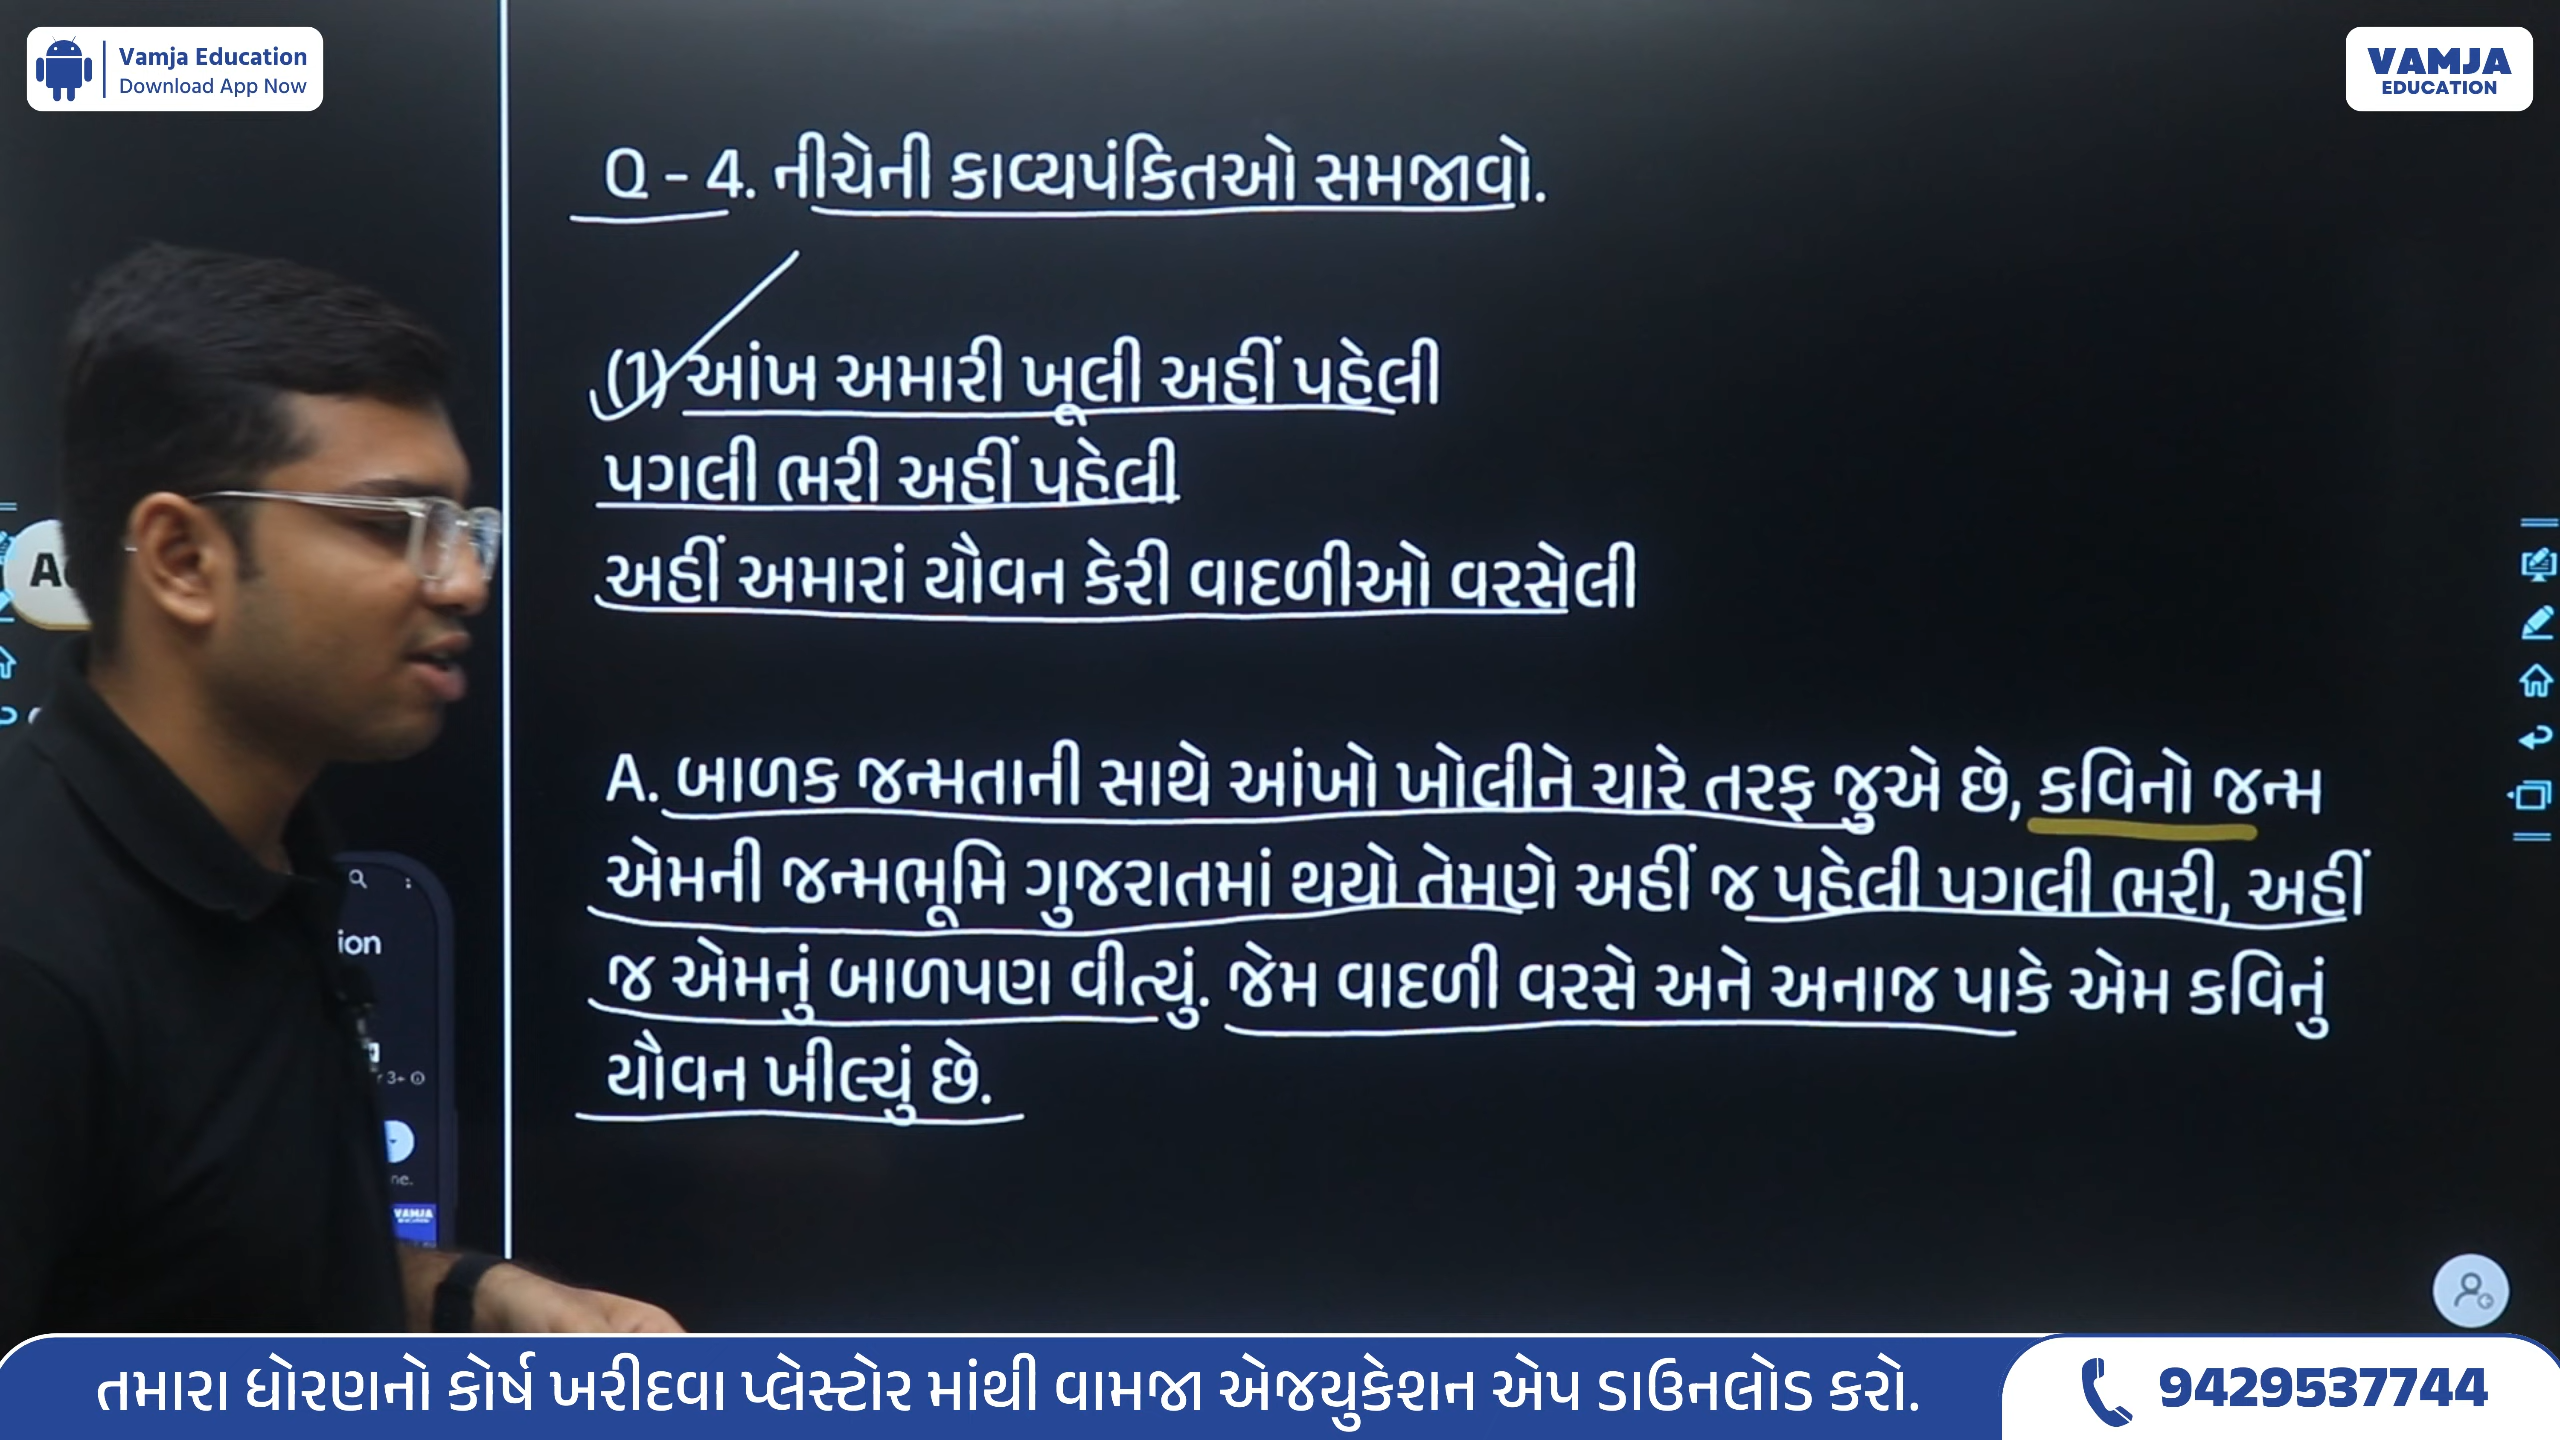 Vamja Education
Download App Now
VAMJA
EDUCATION
Q - 4. નીચેની કાવ્યપંકિતઓ સમજાવો.
(1) આંખ અમારી ખૂલી અહીં પહેલી
પગલી ભરી અહીં પહેલી
અહીં અમારાં યૌવન કેરી વાદળીઓ વરસેલી
A. બાળક જન્મતાની સાથે આંખો ખોલીને ચારે તરફ જુએ છે, કવિનો જન્મ
એમની જન્મભૂમિ ગુજરાતમાં થયો તેમણે અહીં જ પહેલી પગલી ભરી, અહીં
જ એમનું બાળપણ વીત્યું. જેમ વાદળી વરસે અને અનાજ પાકે એમ કવિનું
યૌવન ખીલ્યું છે.
ion
3+
VAMJA
તમારા ધોરણનો કોર્ષ ખરીદવા પ્લેસ્ટોર માંથી વામજા એજયુકેશન એપ ડાઉનલોડ કરો.
9429537744